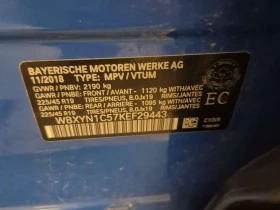 BAYERISCHE MOTOREN WERKE AG
11/2018 TYPE: MPV / VTUM
GVWR / PNBV: 2190 kg
GAWR / PNBE: FRONT / AVANT: 1120 kg WITH / AVEC RIMS/JANTES
225/45 R19 TIRES/PNEUS, 8.0Jx19
GAWR / PNBE: REAR / ARRIERE: 1095 kg WITH / AVEC RIMS/JANTES
225/45 R19 TIRES/PNEUS, 8.0Jx19
EC
WBXYN1C57KEF29443